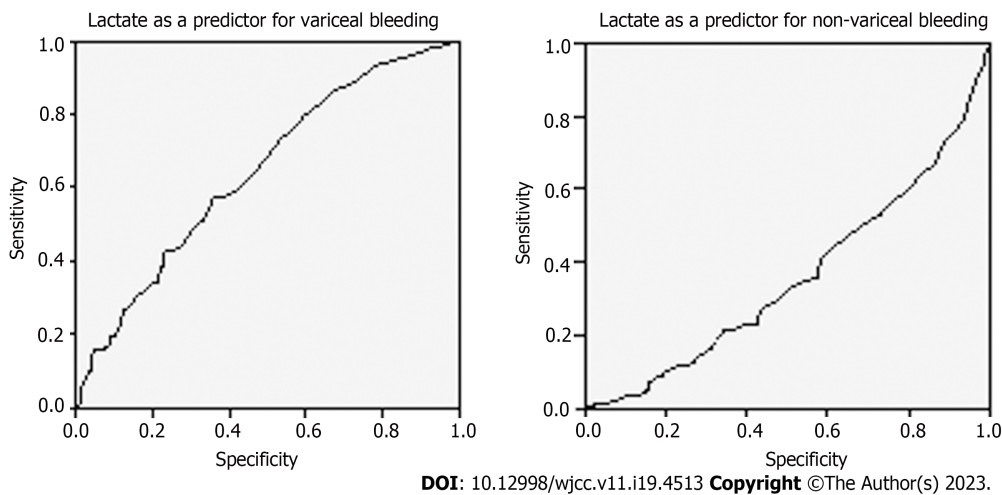 Lactate as a predictor for variceal bleeding
1.0
0.8
0.6
0.4
0.2
0.0
Sensitivity
0.0 0.2 0.4 0.6 0.8 1.0
Specificity
Lactate as a predictor for non-variceal bleeding
1.0
0.8
0.6
0.4
0.2
0.0
Sensitivity
0.0 0.2 0.4 0.6 0.8 1.0
Specificity
DOI: 10.12998/wjcc.v11.i19.4513 Copyright ©The Author(s) 2023.